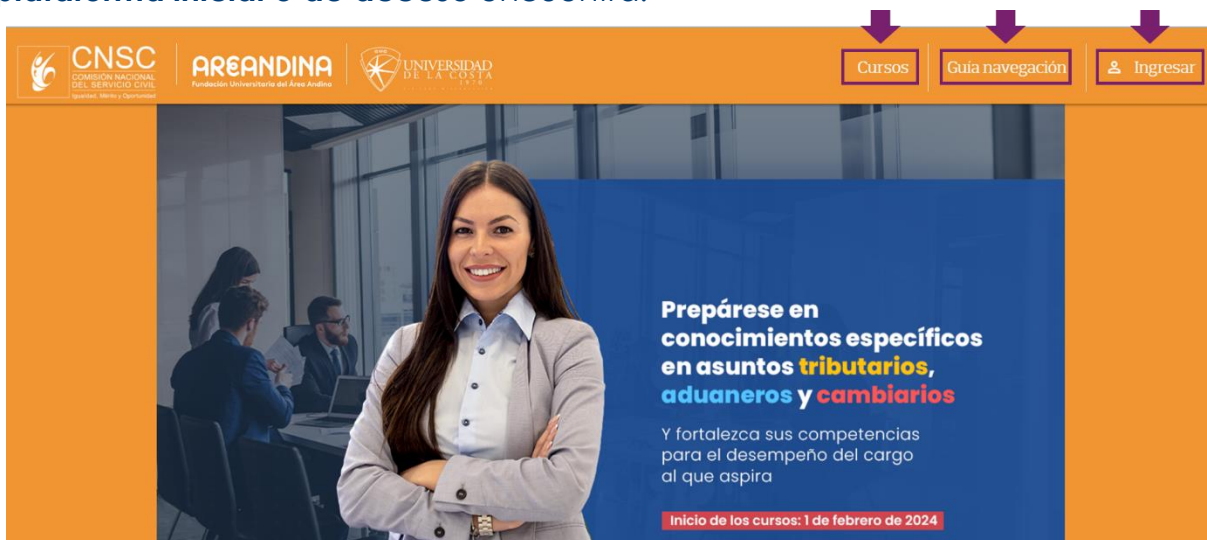 plataforma inicial o de acceso
CNSC
COMISIÓN NACIONAL
DEL SERVICIO CIVIL
Igualdad, Mérito y Oportunidad
AREANDINA
Fundación Universitaria del Área Andina
UNIVERSIDAD
DE LA COSTA
1970
Cursos
Guía navegación
Ingresar
Prepárese en
conocimientos específicos
en asuntos tributarios,
aduaneros y cambiarios
Y fortalezca sus competencias
para el desempeño del cargo
al que aspira
Inicio de los cursos: 1 de febrero de 2024